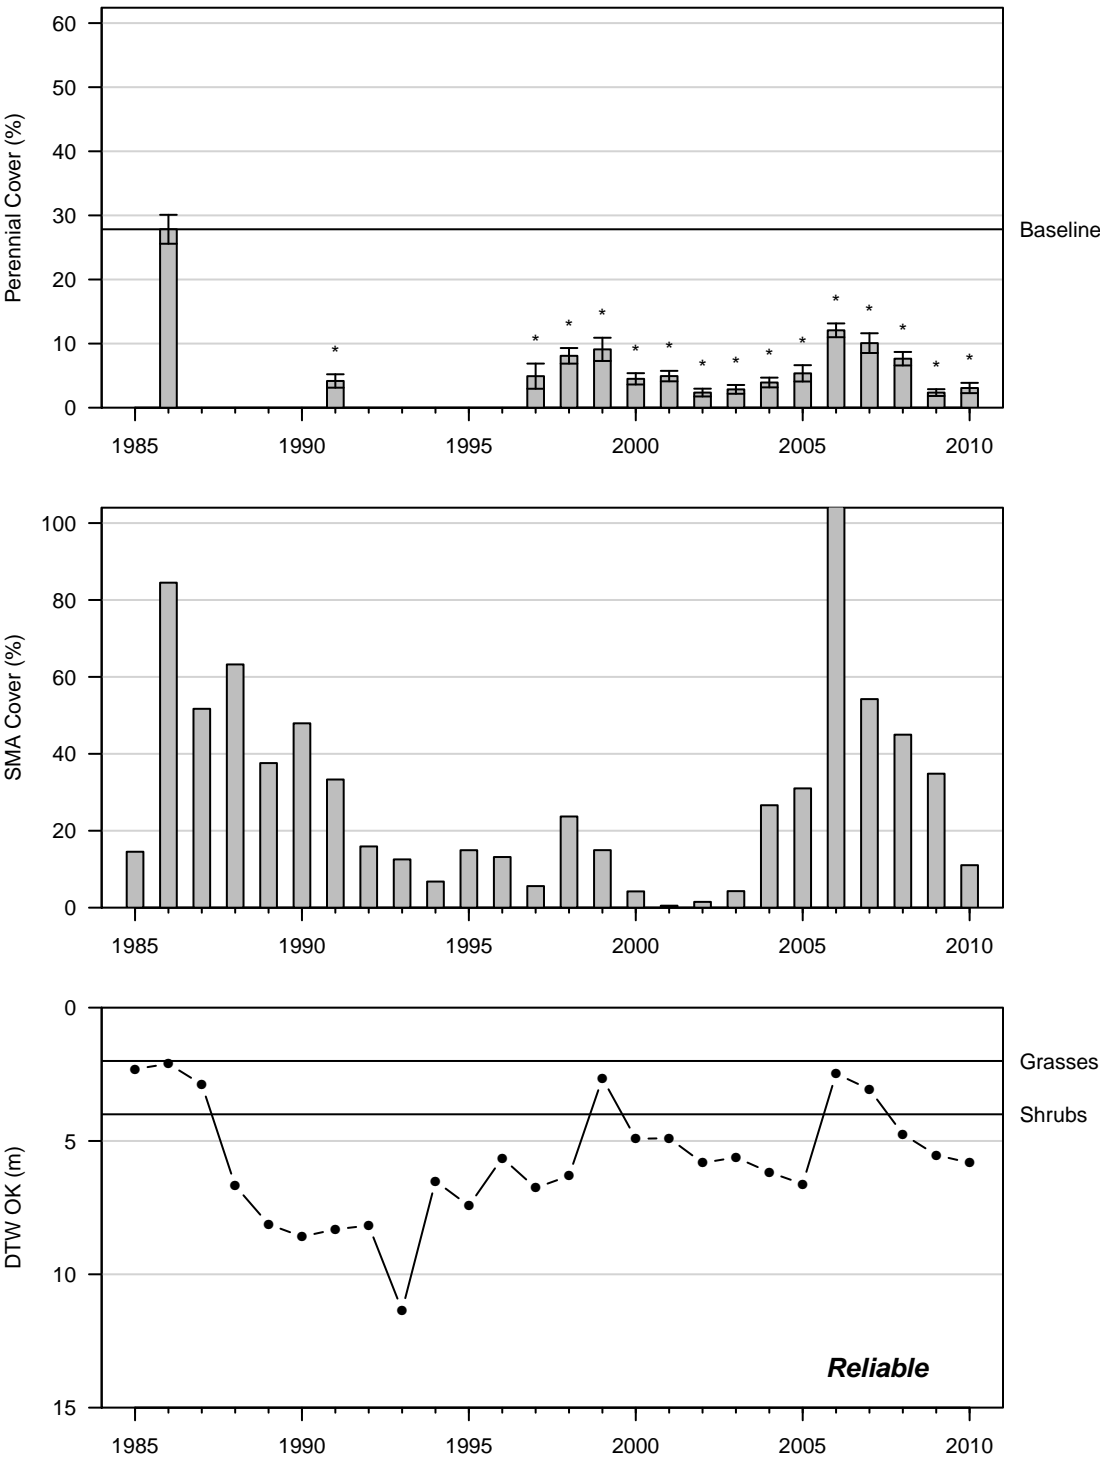 60
50
40
30
20
10
0
Perennial Cover (%)
Baseline
* * * * * * * * * * * * * * *
1985 1990 1995 2000 2005 2010
100
80
60
40
20
0
SMA Cover (%)
1985 1990 1995 2000 2005 2010
0
5
10
15
DTW OK (m)
Grasses
Shrubs
Reliable
1985 1990 1995 2000 2005 2010